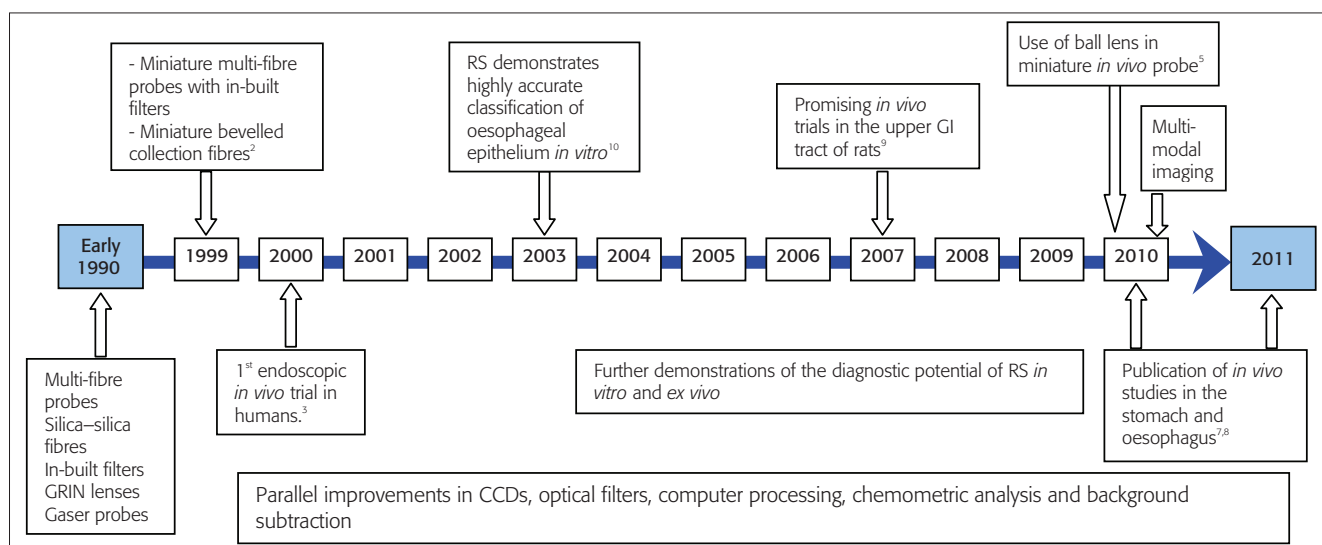 - Miniature multi-fibre
probes with in-built
filters
- Miniature bevelled
collection fibres2
RS demonstrates
highly accurate
classification of
oesophageal
epithelium in vitro10
Promising in vivo
trials in the upper GI
tract of rats9
Use of ball lens in
miniature in vivo probe5
Multi-
modal
imaging
Early
1990
1999
2000
2001
2002
2003
2004
2005
2006
2007
2008
2009
2010
2011
Multi-fibre
probes
Silica–silica
fibres
In-built filters
GRIN lenses
Gaser probes
1st endoscopic
in vivo trial in
humans.3
Further demonstrations of the diagnostic potential of RS in
vitro and ex vivo
Publication of in vivo
studies in the
stomach and
oesophagus7,8
Parallel improvements in CCDs, optical filters, computer processing, chemometric analysis and background
subtraction